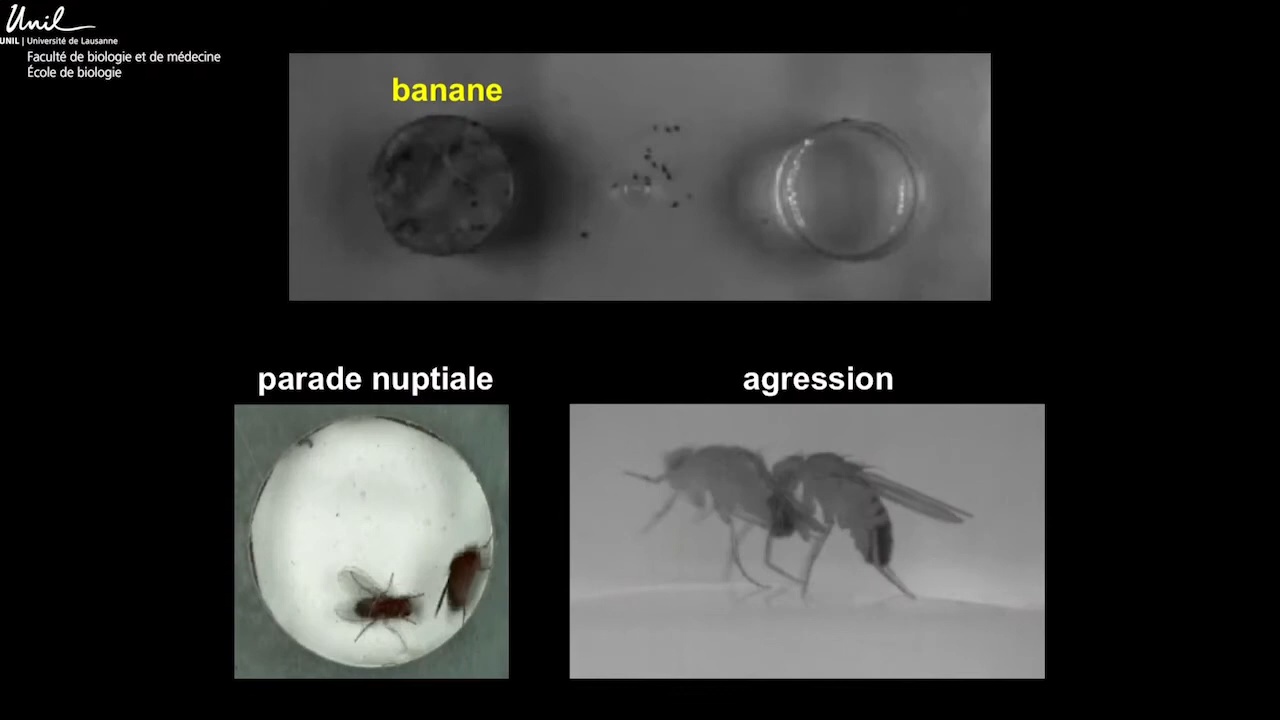 Unil
UNIL | Université de Lausanne
Faculté de biologie et de médecine
École de biologie
banane
parade nuptiale
agression